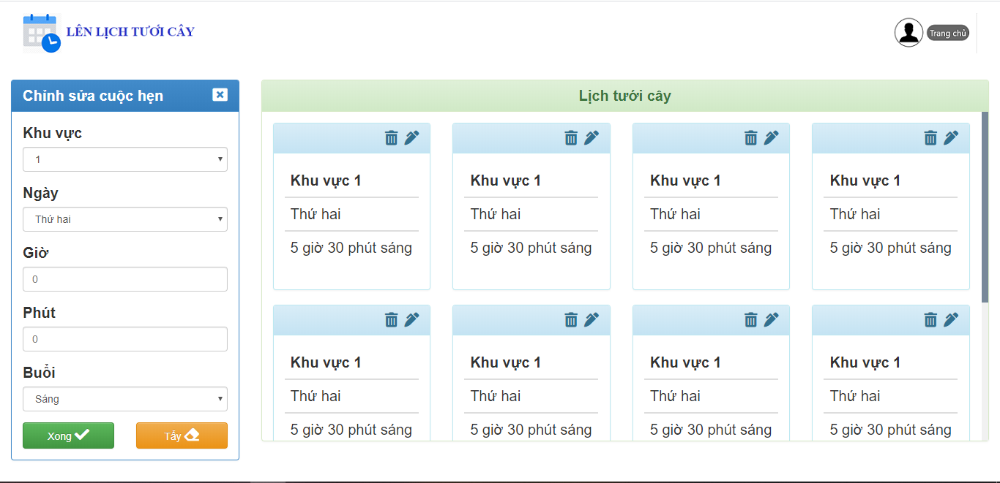 LÊN LỊCH TƯƠI CÂY
Trang chủ
Chỉnh sửa cuộc hẹn
Khu vực
1
Ngày
Thứ hai
Giờ
0
Phút
0
Buổi
Sáng
Xong
Tẩy
Lịch tưới cây
Khu vực 1
Thứ hai
5 giờ 30 phút sáng
Khu vực 1
Thứ hai
5 giờ 30 phút sáng
Khu vực 1
Thứ hai
5 giờ 30 phút sáng
Khu vực 1
Thứ hai
5 giờ 30 phút sáng
Khu vực 1
Thứ hai
5 giờ 30 phút sáng
Khu vực 1
Thứ hai
5 giờ 30 phút sáng
Khu vực 1
Thứ hai
5 giờ 30 phút sáng
Khu vực 1
Thứ hai
5 giờ 30 phút sáng